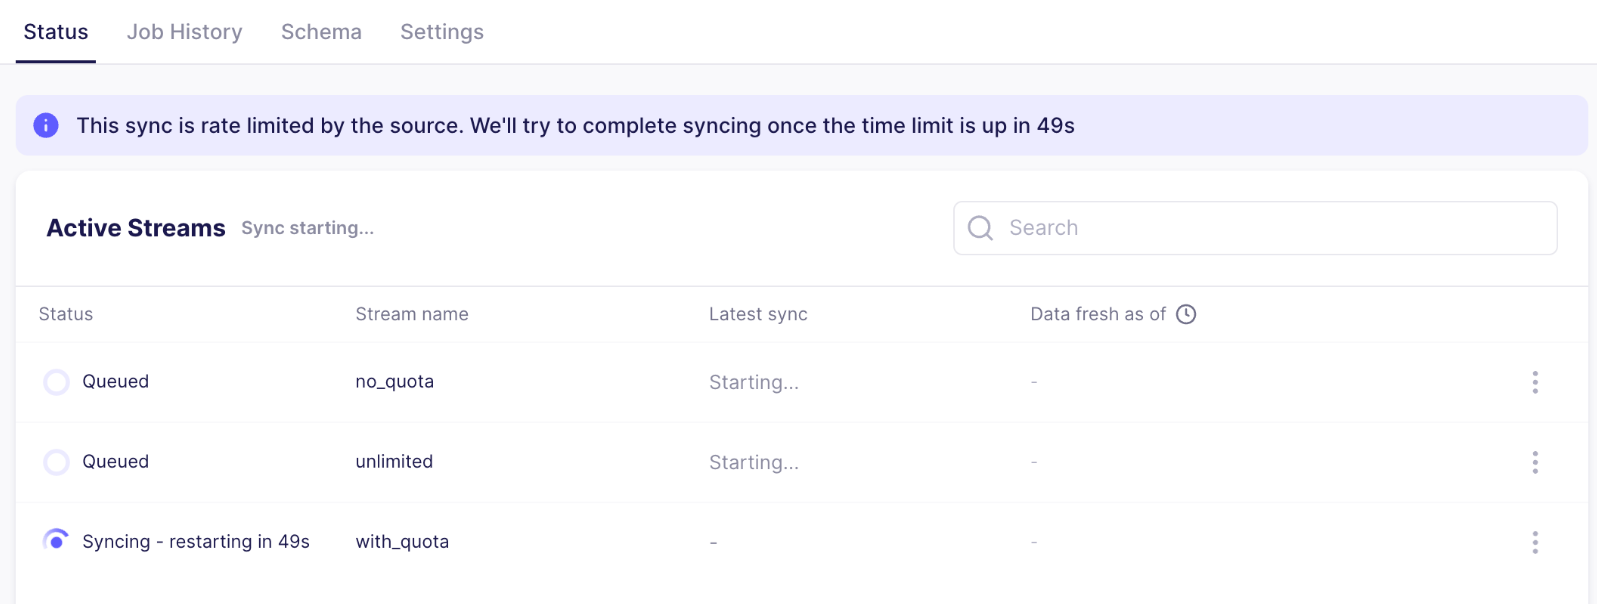 Status Job History Schema Settings
This sync is rate limited by the source. We'll try to complete syncing once the time limit is up in 49s
Active Streams Sync starting... Search
Status Stream name Latest sync Data fresh as of
Queued no_quota Starting... -
Queued unlimited Starting... -
Syncing - restarting in 49s with_quota - -